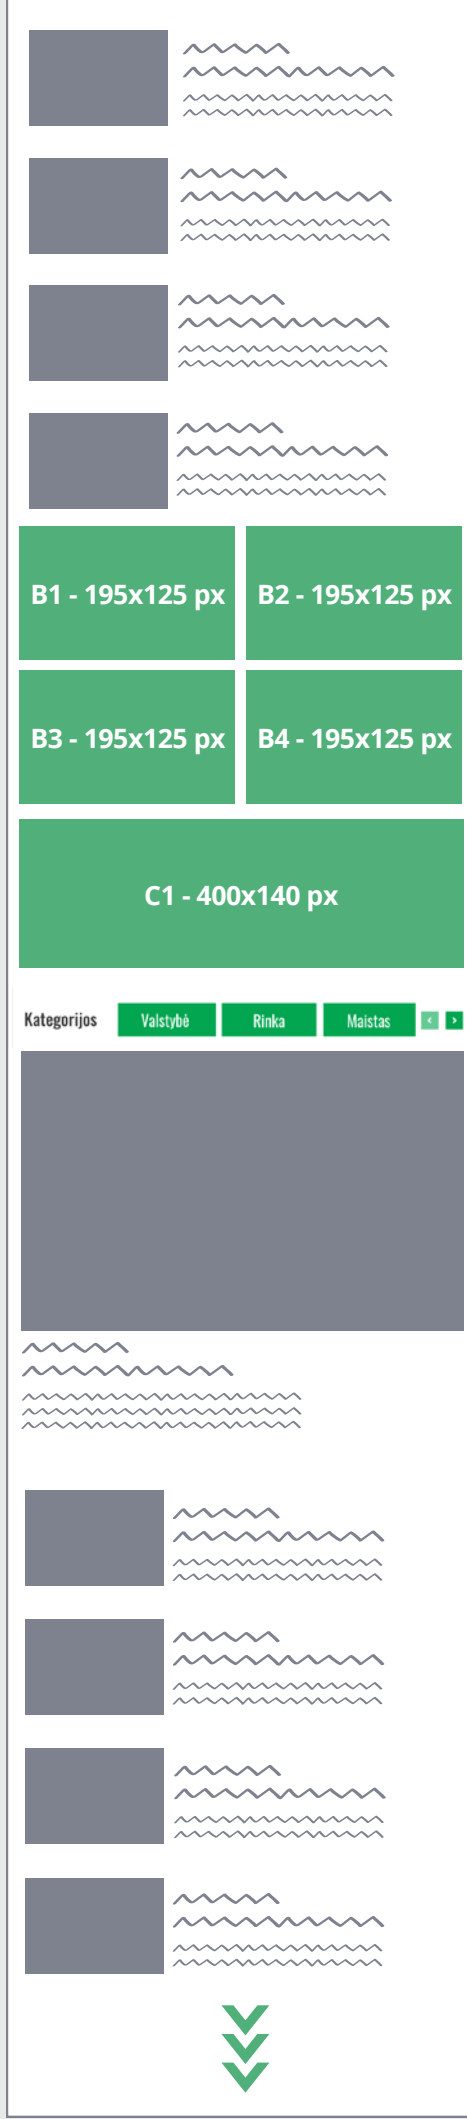 B1 - 195x125 px B2 - 195x125 px
B3 - 195x125 px B4 - 195x125 px
C1 - 400x140 px
Kategorijos Valstybė Rinka Maistas